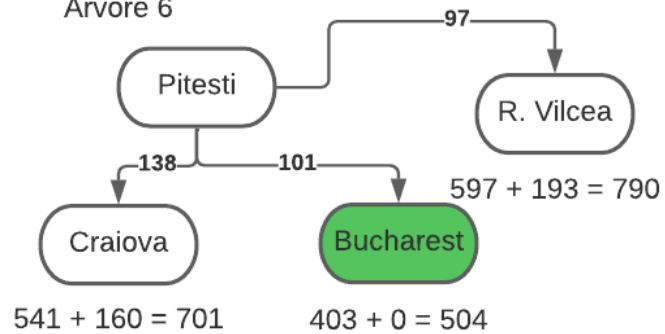 Arvore 6
97
Pitesti
R. Vilcea
138
101
597 + 193 = 790
Craiova
Bucharest
541 + 160 = 701
403 + 0 = 504